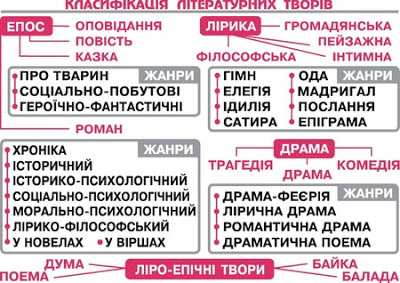 КЛАСИФІКАЦІЯ ЛІТЕРАТУРНИХ ТВОРІВ
ЕПОС
ОПОВІДАННЯ
ПОВІСТЬ
КАЗКА
ЖАНРИ
ПРО ТВАРИН
СОЦІАЛЬНО-ПОБУТОВІ
ГЕРОЇЧНО-ФАНТАСТИЧНІ
РОМАН
ЖАНРИ
ХРОНІКА
ІСТОРИЧНИЙ
ІСТОРИКО-ПСИХОЛОГІЧНИЙ
СОЦІАЛЬНО-ПСИХОЛОГІЧНИЙ
МОРАЛЬНО-ПСИХОЛОГІЧНИЙ
ЛІРИКО-ФІЛОСОФСЬКИЙ
У НОВЕЛАХ У ВІРШАХ
ЛІРИКА
ГРОМАДЯНСЬКА
ПЕЙЗАЖНА
ФІЛОСОФСЬКА ІНТИМНА
ЖАНРИ
ГІМН ОДА
ЕЛЕГІЯ МАДРИГАЛ
ІДИЛІЯ ПОСЛАННЯ
САТИРА ЕПІГРАМА
ДРАМА
ТРАГЕДІЯ КОМЕДІЯ
ДРАМА
ЖАНРИ
ДРАМА-ФЕЄРІЯ
ЛІРИЧНА ДРАМА
РОМАНТИЧНА ДРАМА
ДРАМАТИЧНА ПОЕМА
ЛІРО-ЕПІЧНІ ТВОРИ
ДУМА БАЙКА
ПОЕМА БАЛАДА